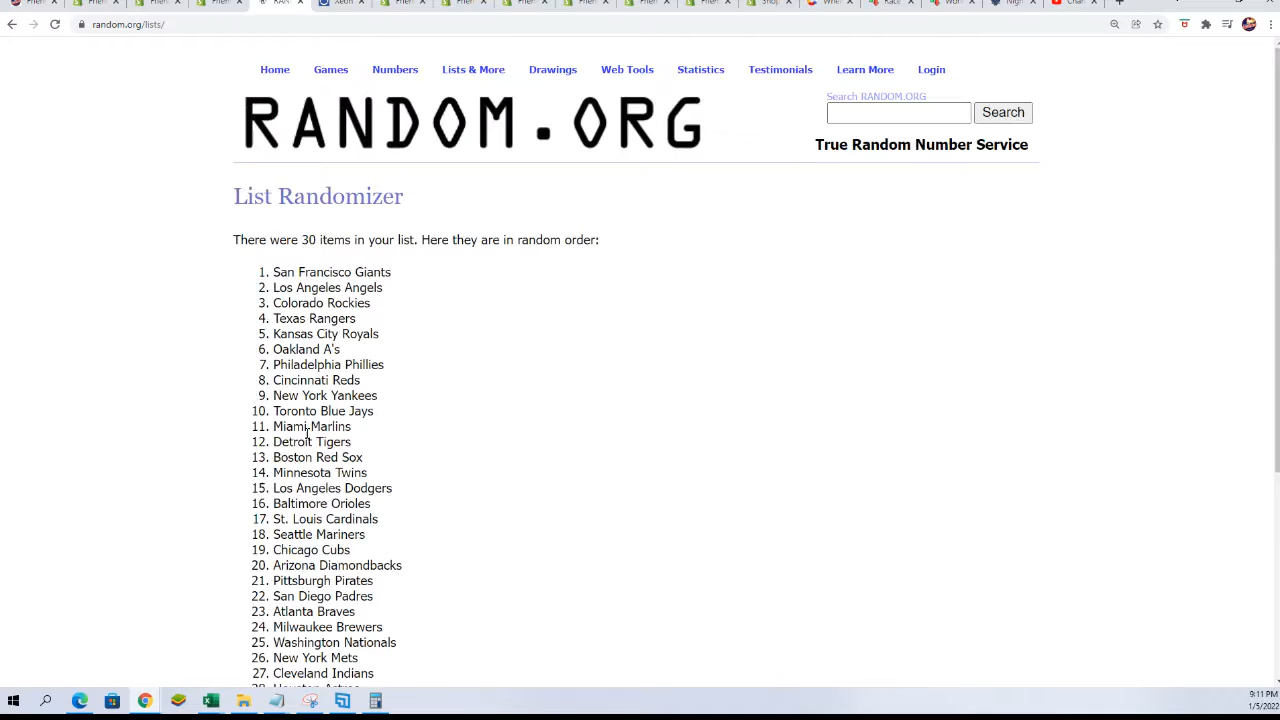 random.org/lists/
Home Games Numbers Lists & More Drawings Web Tools Statistics Testimonials Learn More Login
Search RANDOM.ORG
RANDOM.ORG
Search
True Random Number Service
List Randomizer
There were 30 items in your list. Here they are in random order:
1. San Francisco Giants
2. Los Angeles Angels
3. Colorado Rockies
4. Texas Rangers
5. Kansas City Royals
6. Oakland A's
7. Philadelphia Phillies
8. Cincinnati Reds
9. New York Yankees
10. Toronto Blue Jays
11. Miami Marlins
12. Detroit Tigers
13. Boston Red Sox
14. Minnesota Twins
15. Los Angeles Dodgers
16. Baltimore Orioles
17. St. Louis Cardinals
18. Seattle Mariners
19. Chicago Cubs
20. Arizona Diamondbacks
21. Pittsburgh Pirates
22. San Diego Padres
23. Atlanta Braves
24. Milwaukee Brewers
25. Washington Nationals
26. New York Mets
27. Cleveland Indians
9:11 PM
1/5/2022